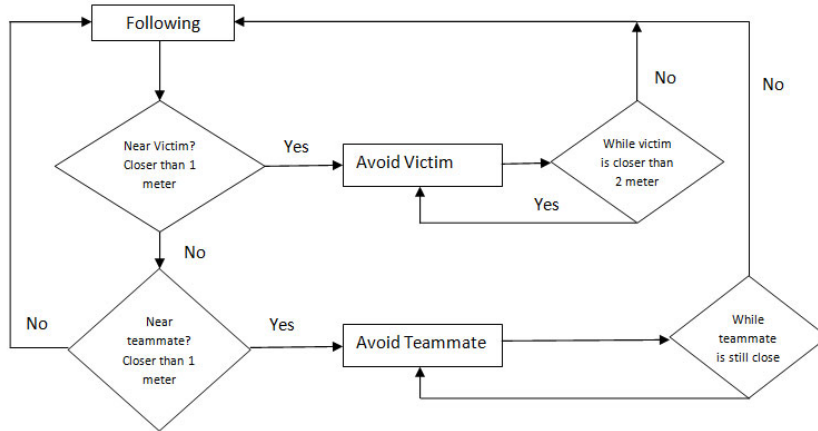 Following
No
No
Near Victim?
Closer than 1
meter
Yes
Avoid Victim
While victim
is closer than
2 meter
Yes
No
No
Near
teammate?
Closer than 1
meter
Yes
Avoid Teammate
While
teammate
is still close